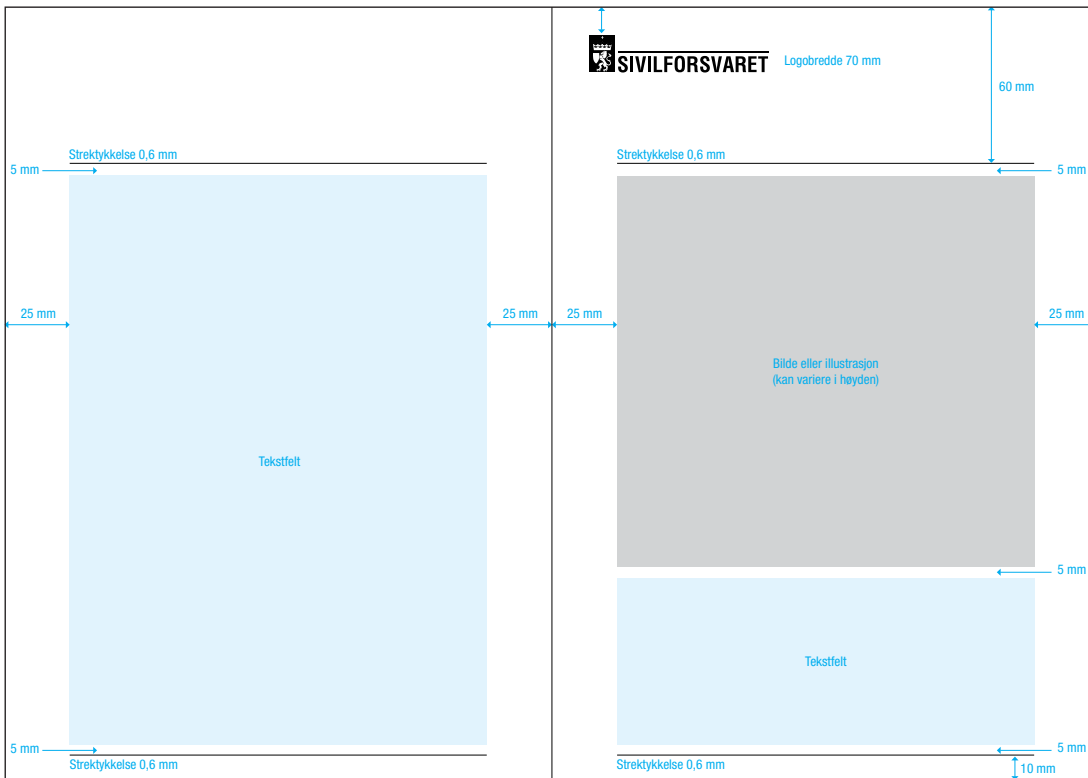 SIVILFORSVARET
Logobredde 70 mm
60 mm
Strektykkelse 0,6 mm
Strektykkelse 0,6 mm
5 mm
5 mm
25 mm
25 mm
25 mm
25 mm
Bilde eller illustrasjon
(kan variere i høyden)
Tekstfelt
5 mm
Tekstfelt
5 mm
5 mm
Strektykkelse 0,6 mm
Strektykkelse 0,6 mm
10 mm